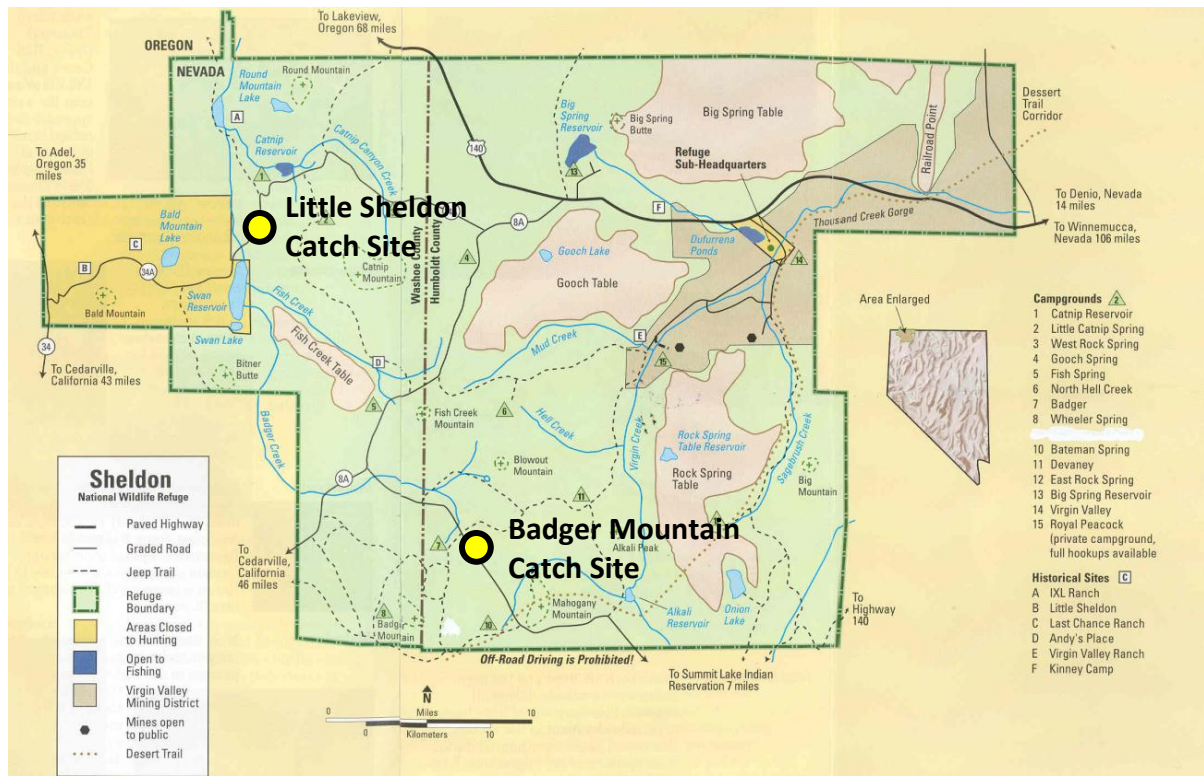 To Lakeview,
Oregon 68 miles
OREGON
NEVADA
Round
Mountain
Lake
Round Mountain
A
Catnip
Reservoir
1
Catnip Canyon Creek
140
Big
Spring
Reservoir
Big Spring
Butte
Big Spring Table
Refuge
Sub-Headquarters
Railroad Point
Dessert
Trail
Corridor
To Adel,
Oregon 35
miles
13
F
To Denio, Nevada
14 miles
To Winnemucca,
Nevada 106 miles
Thousand Creek Gorge
Little Sheldon
Catch Site
2
8A
Bald
Mountain
Lake
C
B
34A
Bald Mountain
Swan
Reservoir
Swan Lake
34
To Cedarville,
California 43 miles
Catnip
Mountain
Washoe County
Humboldt County
4
Gooch Lake
Gooch Table
Dufurrena
Ponds
14
Fish Creek
Fish Creek Table
D
5
Bitner
Butte
Badger Creek
Mud Creek
E
15
Fish Creek
Mountain
6
Hell Creek
Virgin Creek
Rock Spring
Table Reservoir
Rock Spring
Table
Sagebrush Creek
Big
Mountain
8A
Blowout
Mountain
11
Badger Mountain
Catch Site
7
Alkali Peak
To
Cedarville,
California
46 miles
8
Mountain
10
Mahogany
Mountain
Alkali
Reservoir
Onion
Lake
To
Highway
140
Off-Road Driving is Prohibited!
To Summit Lake Indian
Reservation 7 miles
N
0 Miles 10
0 Kilometers 10
Area Enlarged
Campgrounds 2
1 Catnip Reservoir
2 Little Catnip Spring
3 West Rock Spring
4 Gooch Spring
5 Fish Spring
6 North Hell Creek
7 Badger
8 Wheeler Spring
10 Bateman Spring
11 Devaney
12 East Rock Spring
13 Big Spring Reservoir
14 Virgin Valley
15 Royal Peacock
(private campground,
full hookups available
Historical Sites C
A IXL Ranch
B Little Sheldon
C Last Chance Ranch
D Andy's Place
E Virgin Valley Ranch
F Kinney Camp
Sheldon
National Wildlife Refuge
Paved Highway
Graded Road
Jeep Trail
Refuge
Boundary
Areas Closed
to Hunting
Open to
Fishing
Virgin Valley
Mining District
Mines open
to public
Desert Trail